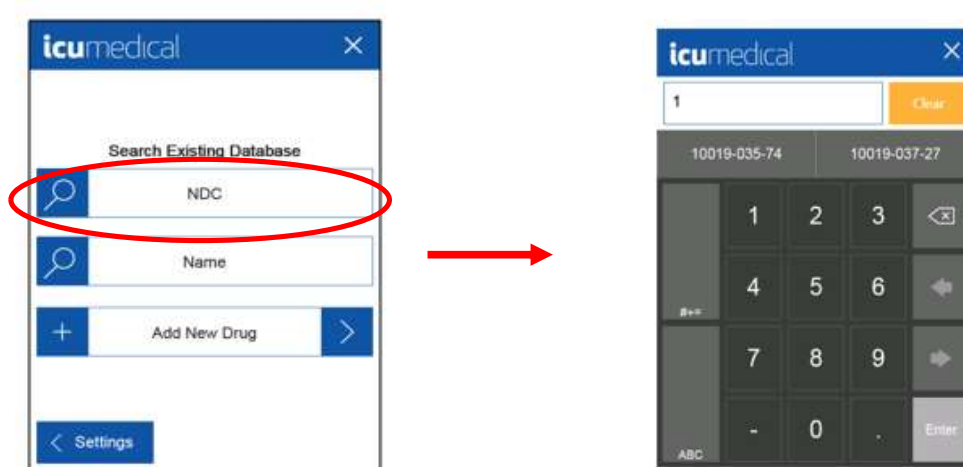 icumedical
Search Existing Database
NDC
Name
Add New Drug
Settings
icumedical
1
Clear
10019-035-74 10019-037-27
1 2 3
4 5 6
#+=
7 8 9
- 0 . Enter
ABC